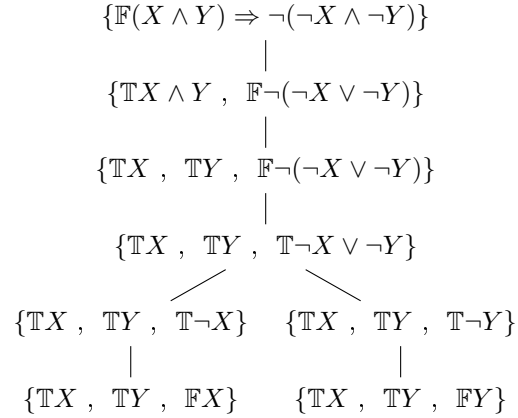 {𝔽(X ∧ Y) ⇒ ¬(¬X ∧ ¬Y)}
{𝕋X ∧ Y , 𝔽¬(¬X ∨ ¬Y)}
{𝕋X , 𝕋Y , 𝔽¬(¬X ∨ ¬Y)}
{𝕋X , 𝕋Y , 𝕋¬X ∨ ¬Y}
{𝕋X , 𝕋Y , 𝕋¬X} {𝕋X , 𝕋Y , 𝕋¬Y}
{𝕋X , 𝕋Y , 𝔽X} {𝕋X , 𝕋Y , 𝔽Y}